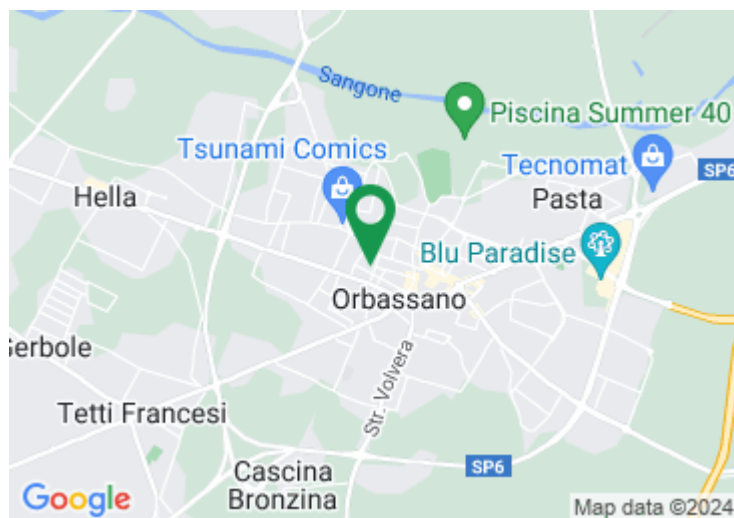 Sangone
Piscina Summer 40
Tsunami Comics
Tecnomat
SP6
Hella
Pasta
Blu Paradise
Orbassano
Gerbole
Str. Volvera
Tetti Francesi
SP6
Cascina
Bronzina
Google
Map data ©2024